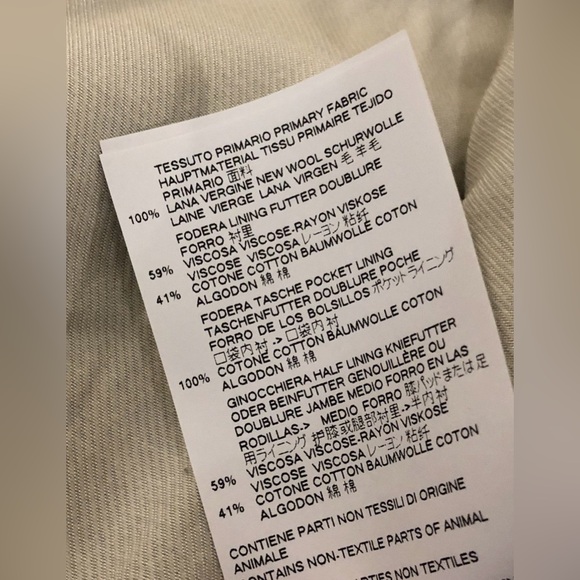 TESSUTO PRIMARIO PRIMARY FABRIC
HAUPTMATERIAL TISSU PRIMAIRE TEJIDO
PRIMARIO 面料
100% LANA VERGINE NEW WOOL SCHURWOLLE
LAINE VIERGE LANA VIRGEN 毛 羊毛
FODERA LINING FUTTER DOUBLURE
FORRO 衬里
59% VISCOSA VISCOSE-RAYON VISKOSE
VISCOSE VISCOSA レーヨン 粘纤
41% COTONE COTTON BAUMWOLLE COTON
ALGODON 綿 棉
FODERA TASCHE POCKET LINING
TASCHENFUTTER DOUBLURE POCHE
FORRO DE LOS BOLSILLOS ポケットライニング
口袋内衬 -> 口袋内衬
100% COTONE COTTON BAUMWOLLE COTON
ALGODON 綿 棉
GINOCCHIERA HALF LINING KNIEFUTTER
ODER BEINFUTTER GENOUILLÈRE OU
DOUBLURE JAMBE MEDIO FORRO EN LAS
RODILLAS-> MEDIO FORRO 膝パッドまたは足
用ライニング 护膝或腿部衬里->半内衬
59% VISCOSA VISCOSE-RAYON VISKOSE
VISCOSE VISCOSA レーヨン 粘纤
41% COTONE COTTON BAUMWOLLE COTON
ALGODON 綿 棉
CONTIENE PARTI NON TESSILI DI ORIGINE
ANIMALE
CONTAINS NON-TEXTILE PARTS OF ANIMAL
PARTIES NON TEXTILES